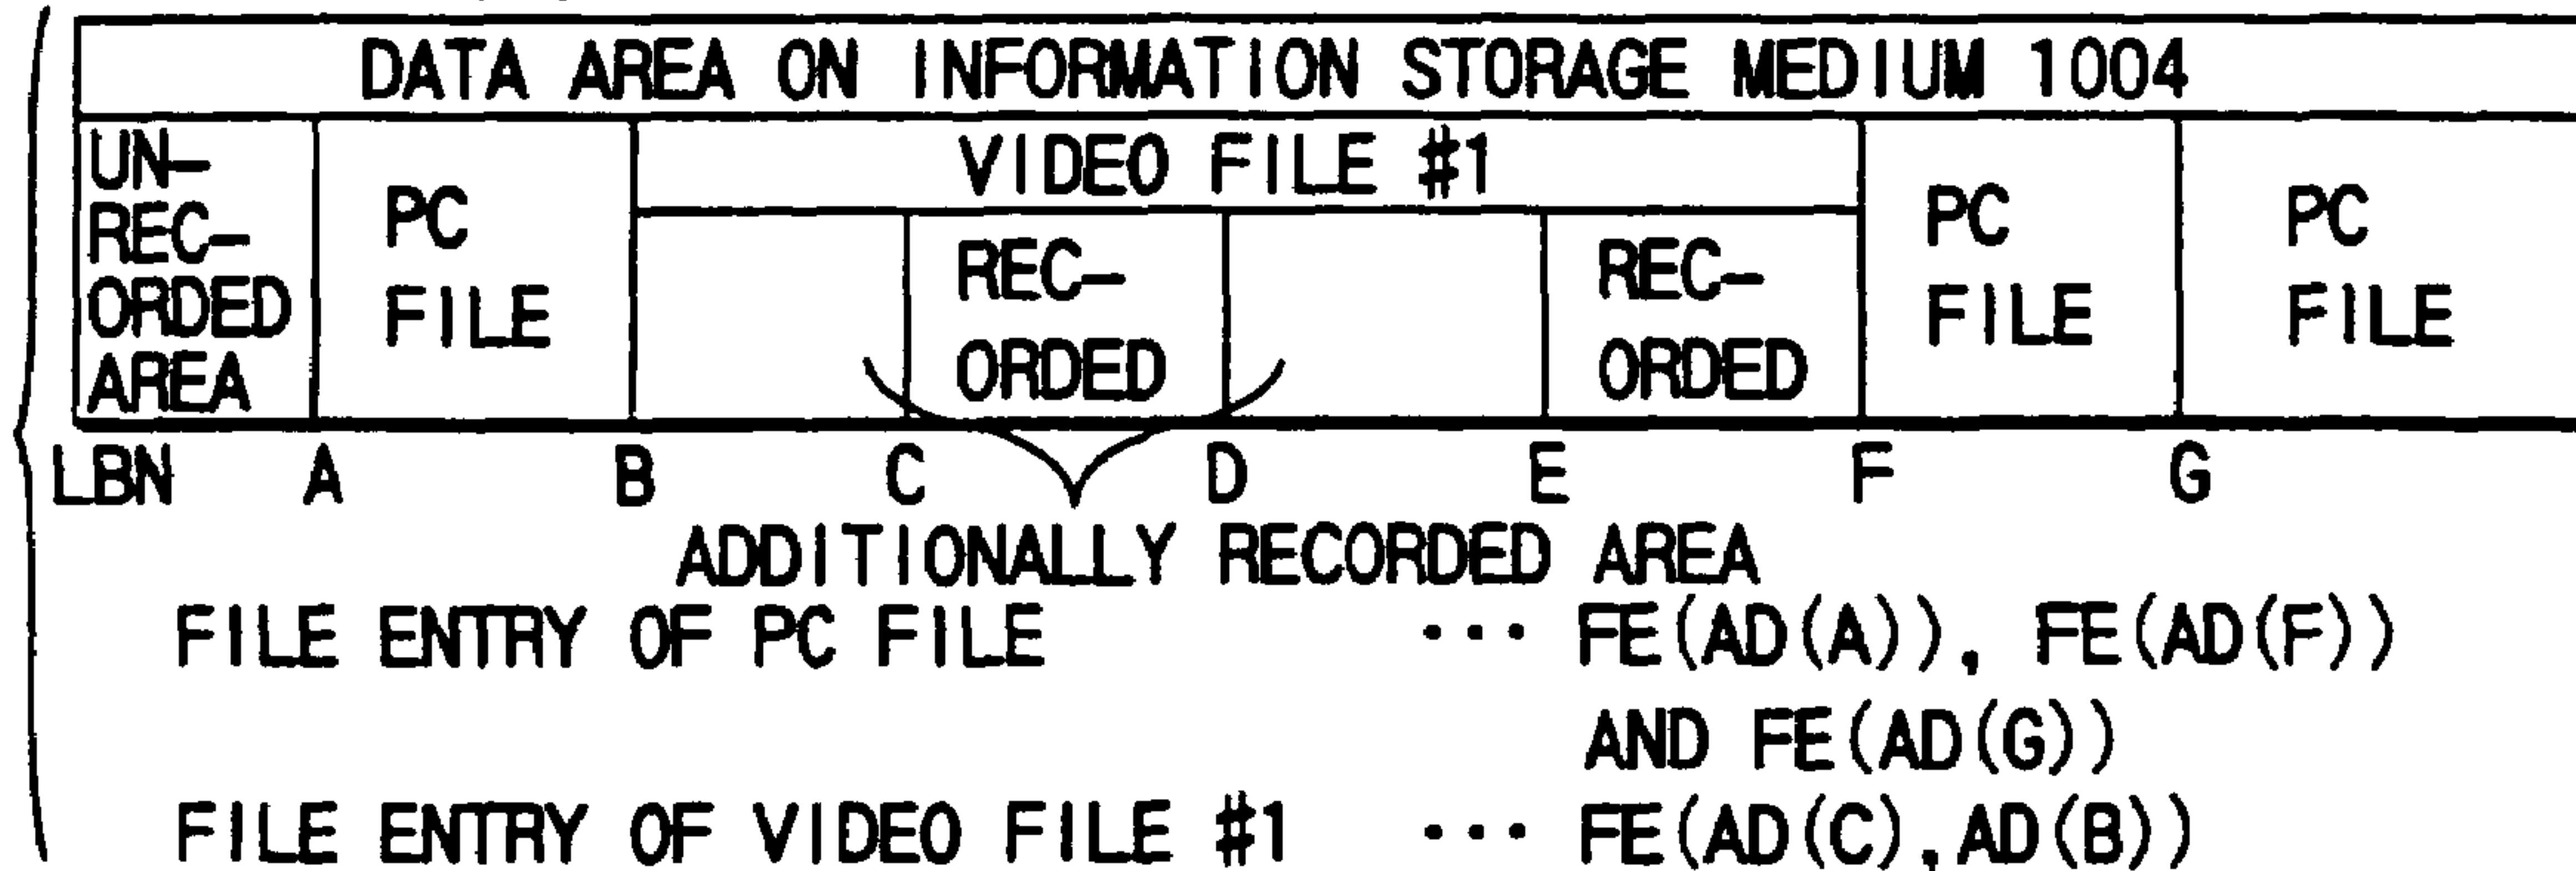 DATA AREA ON INFORMATION STORAGE MEDIUM 1004
UN-
REC-
ORDED
AREA
PC
FILE
VIDEO FILE #1
REC-
ORDED
REC-
ORDED
PC
FILE
PC
FILE
LBN A B C D E F G
ADDITIONALLY RECORDED AREA
FILE ENTRY OF PC FILE ··· FE(AD(A)), FE(AD(F))
AND FE(AD(G))
FILE ENTRY OF VIDEO FILE #1 ··· FE(AD(C),AD(B))